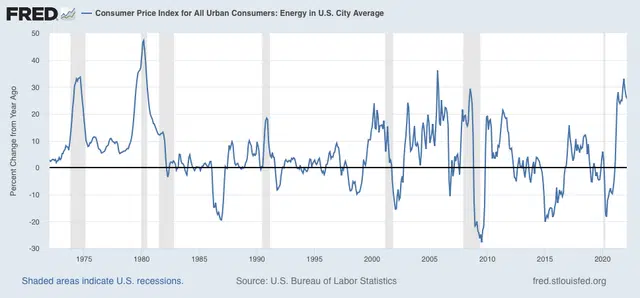 FRED
Consumer Price Index for All Urban Consumers: Energy in U.S. City Average
Percent Change from Year Ago
50
40
30
20
10
0
-10
-20
-30
1975 1980 1985 1990 1995 2000 2005 2010 2015 2020
Shaded areas indicate U.S. recessions. Source: U.S. Bureau of Labor Statistics fred.stlouisfed.org